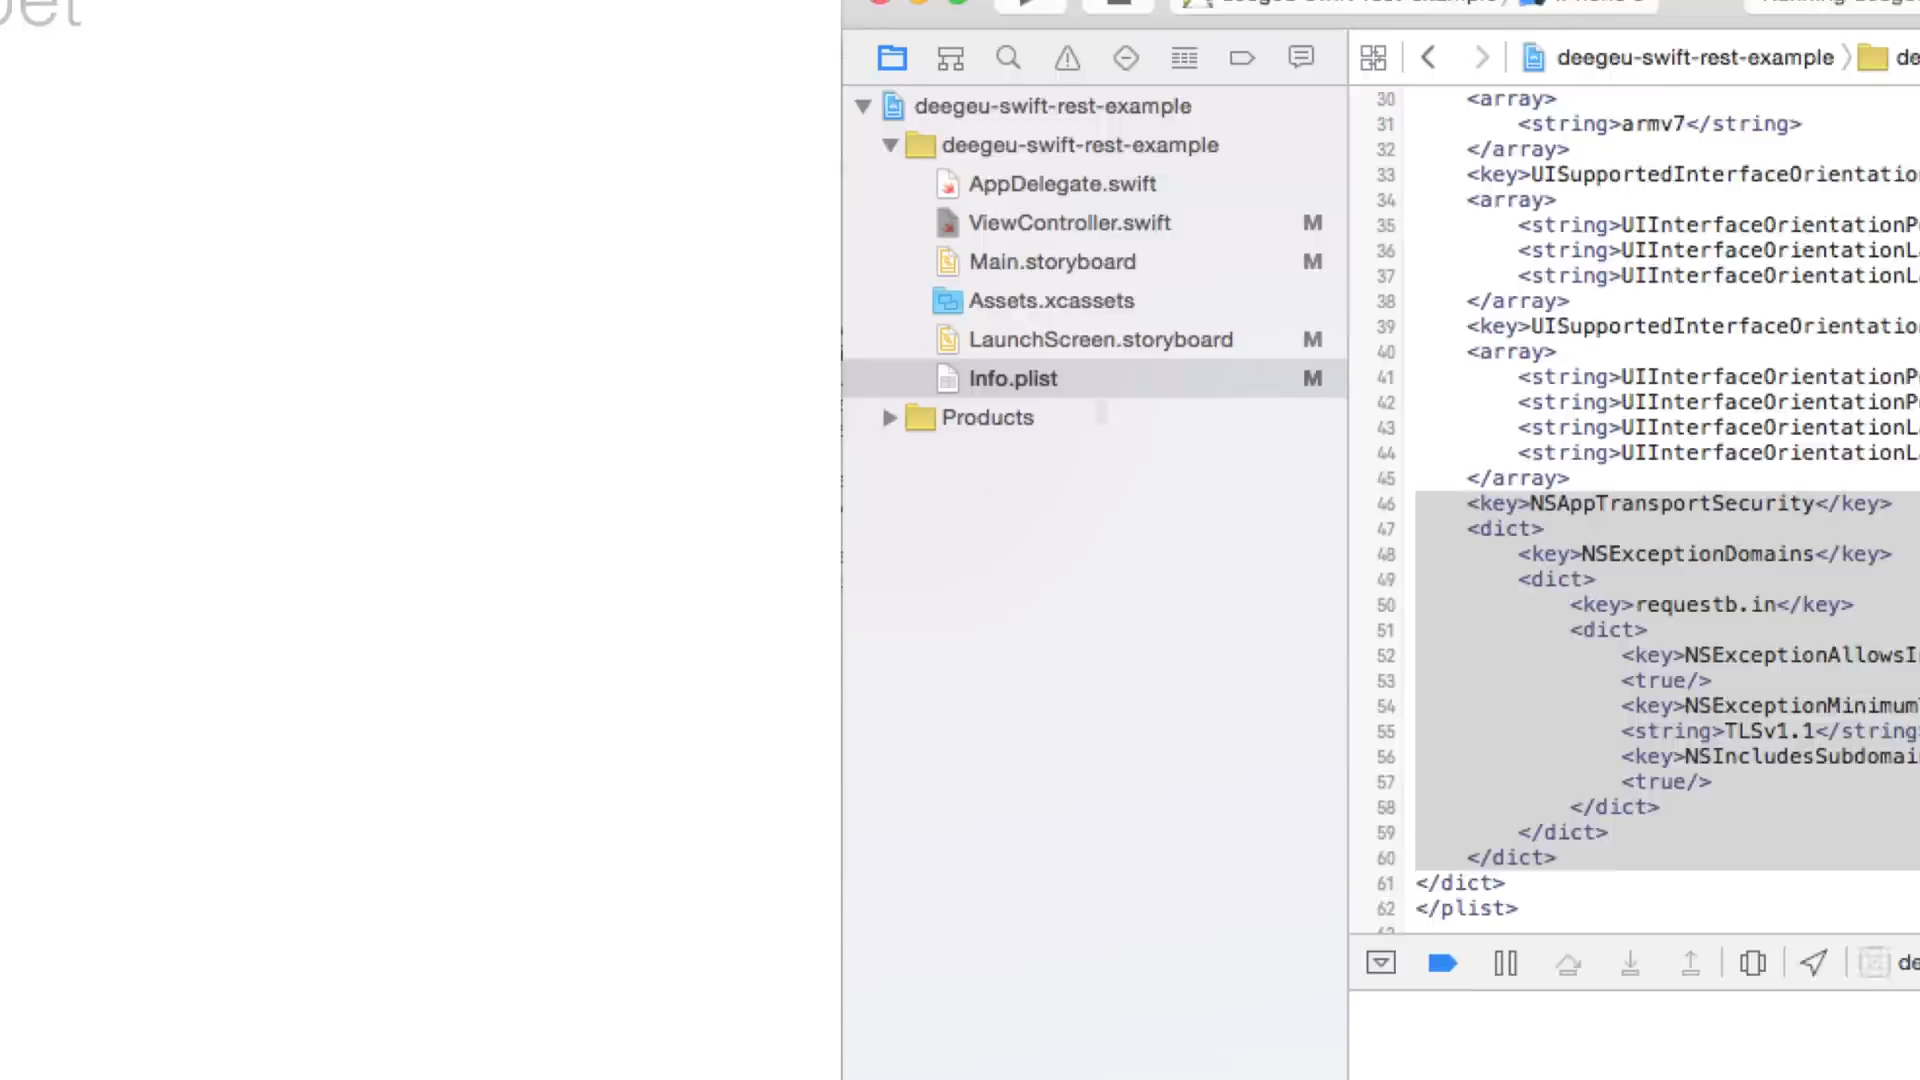 deegeu-swift-rest-example
de
deegeu-swift-rest-example
deegeu-swift-rest-example
AppDelegate.swift
ViewController.swift M
Main.storyboard M
Assets.xcassets
LaunchScreen.storyboard M
Info.plist M
Products
30 <array>
31 <string>armv7</string>
32 </array>
33 <key>UISupportedInterfaceOrientatio
34 <array>
35 <string>UIInterfaceOrientationP
36 <string>UIInterfaceOrientationL
37 <string>UIInterfaceOrientationL
38 </array>
39 <key>UISupportedInterfaceOrientatio
40 <array>
41 <string>UIInterfaceOrientationP
42 <string>UIInterfaceOrientationP
43 <string>UIInterfaceOrientationL
44 <string>UIInterfaceOrientationL
45 </array>
46 <key>NSAppTransportSecurity</key>
47 <dict>
48 <key>NSExceptionDomains</key>
49 <dict>
50 <key>requestb.in</key>
51 <dict>
52 <key>NSExceptionAllowsI
53 <true/>
54 <key>NSExceptionMinimum
55 <string>TLSv1.1</string>
56 <key>NSIncludesSubdomai
57 <true/>
58 </dict>
59 </dict>
60 </dict>
61 </dict>
62 </plist>
de